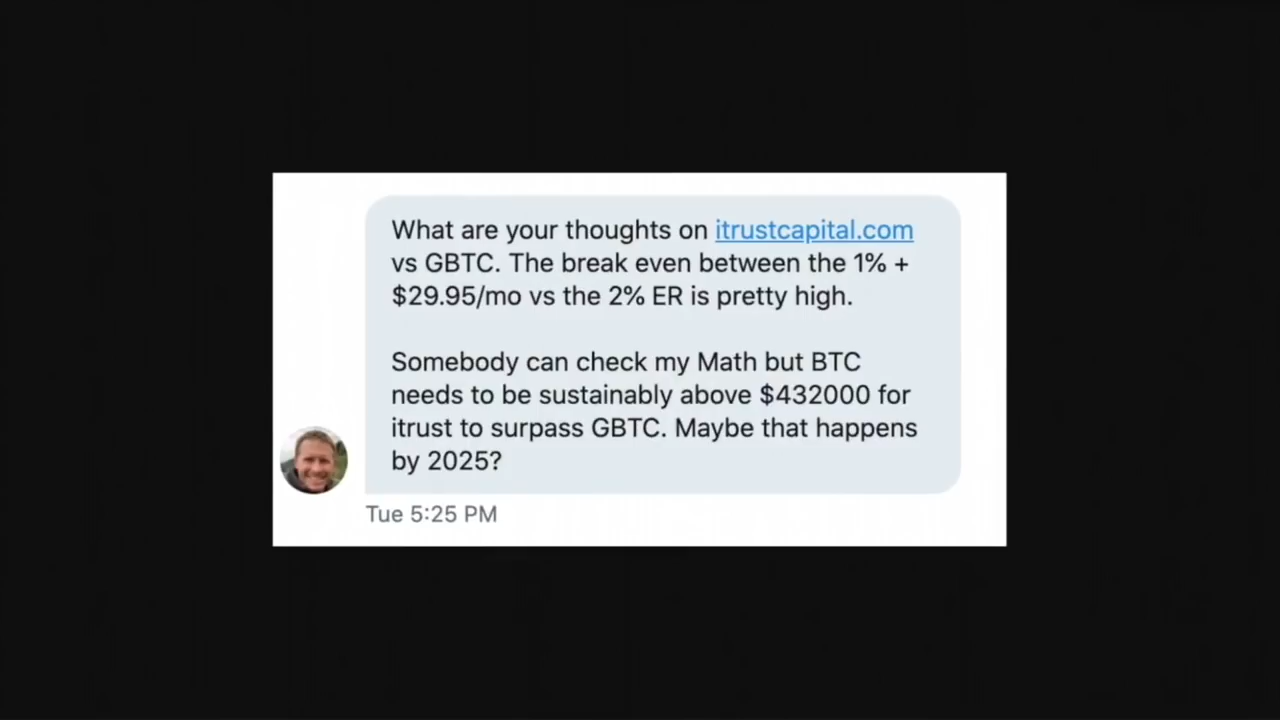 What are your thoughts on itrustcapital.com
vs GBTC. The break even between the 1% +
$29.95/mo vs the 2% ER is pretty high.
Somebody can check my Math but BTC
needs to be sustainably above $432000 for
itrust to surpass GBTC. Maybe that happens
by 2025?
Tue 5:25 PM